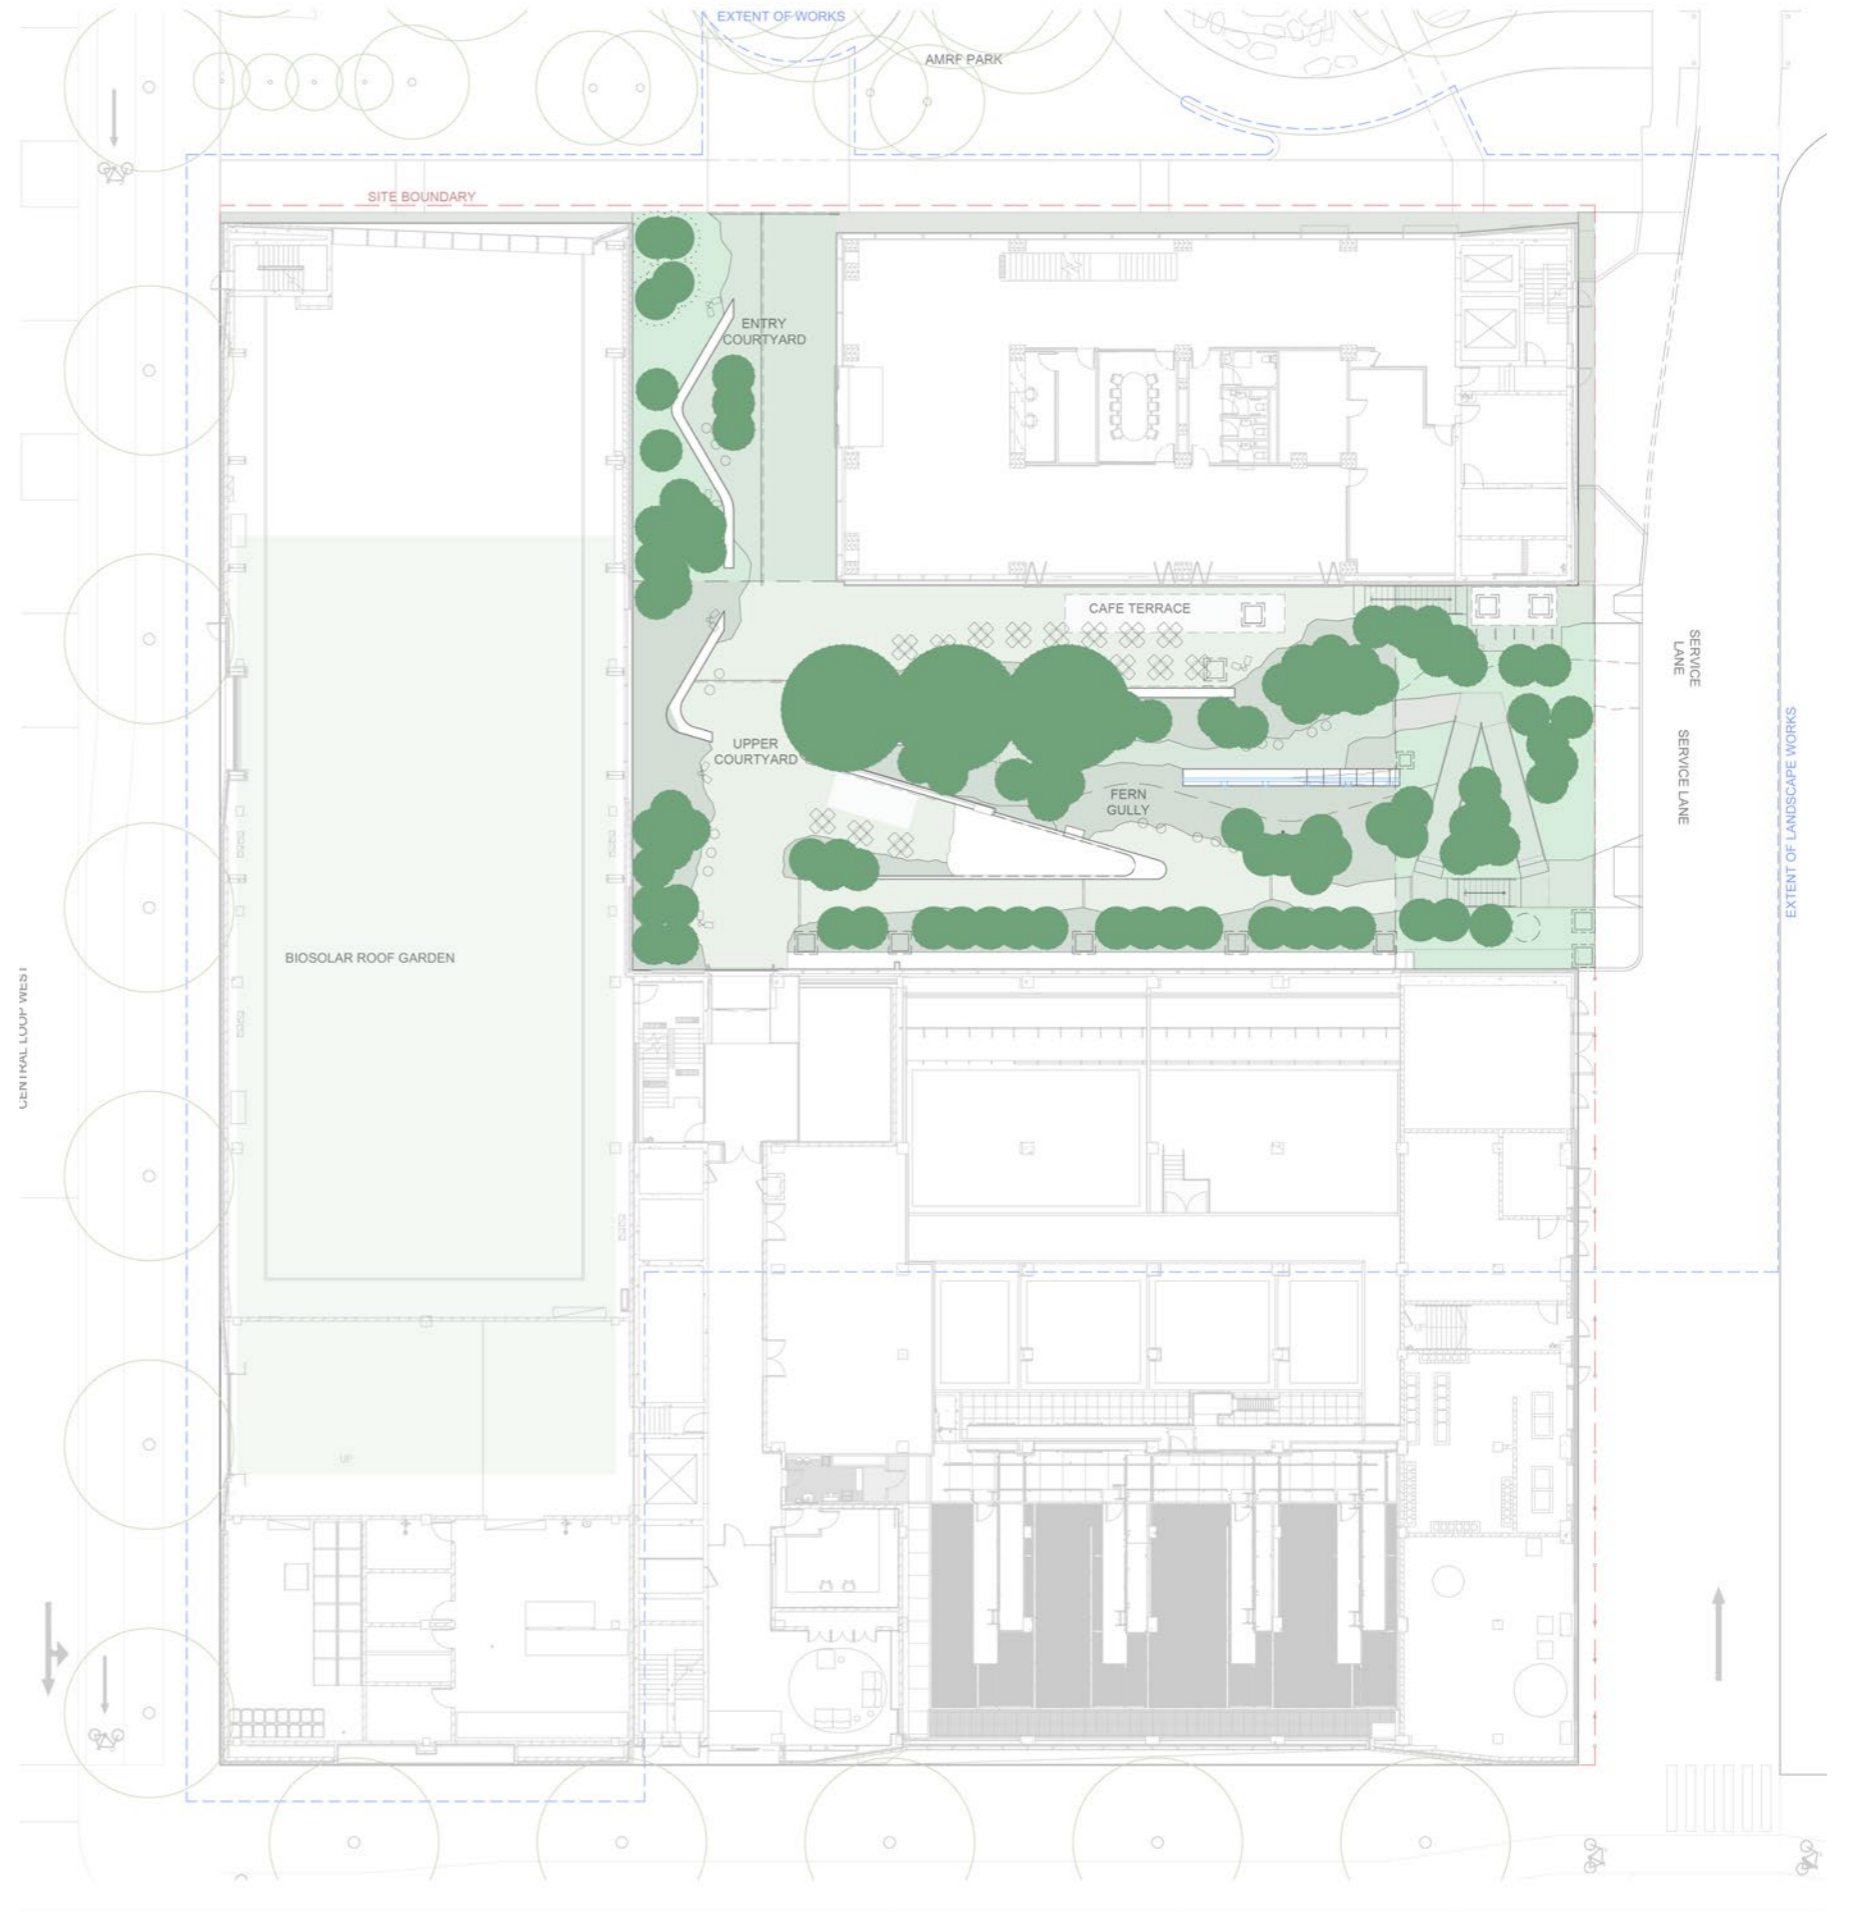 EXTENT OF WORKS
AMRF PARK
SITE BOUNDARY
ENTRY
COURTYARD
CAFE TERRACE
SERVICE
LANE
UPPER
COURTYARD
SERVICE LANE
EXTENT OF LANDSCAPE WORKS
FERN
GULLY
BIOSOLAR ROOF GARDEN
CENTRAL LOOP WEST
UP